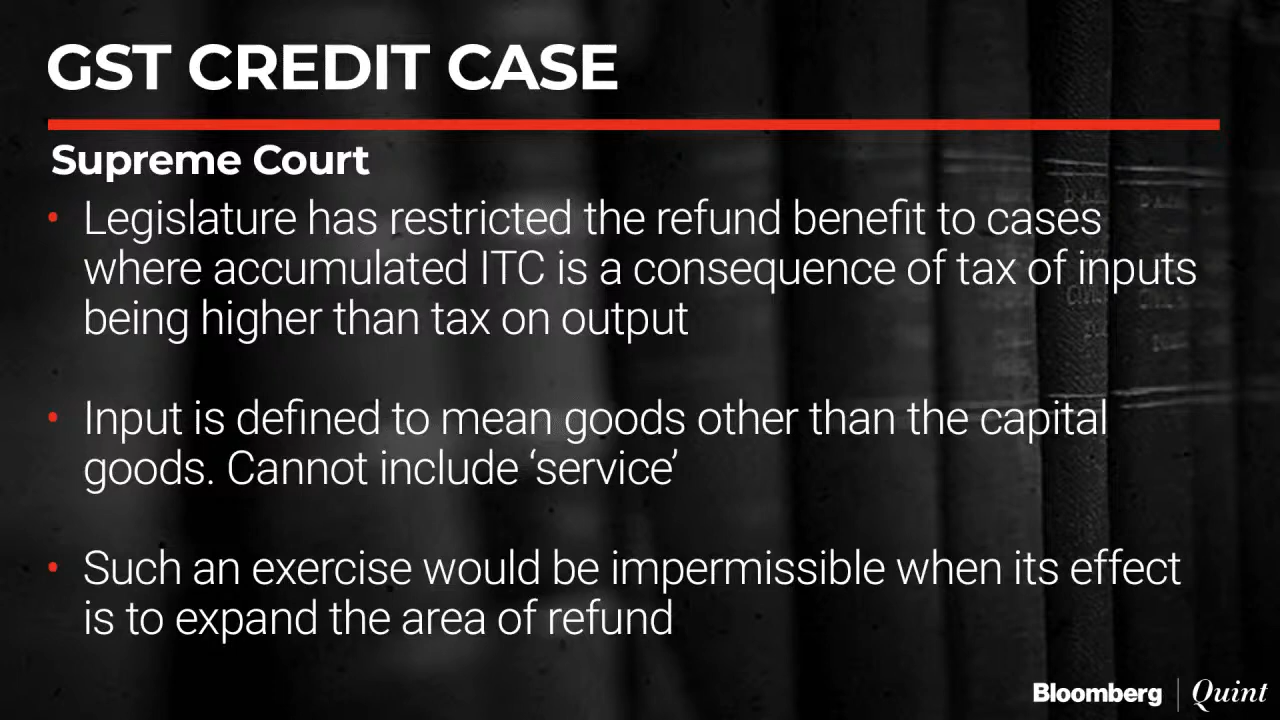 GST CREDIT CASE
Supreme Court
• Legislature has restricted the refund benefit to cases
where accumulated ITC is a consequence of tax of inputs
being higher than tax on output
• Input is defined to mean goods other than the capital
goods. Cannot include ‘service’
• Such an exercise would be impermissible when its effect
is to expand the area of refund
Bloomberg | Quint